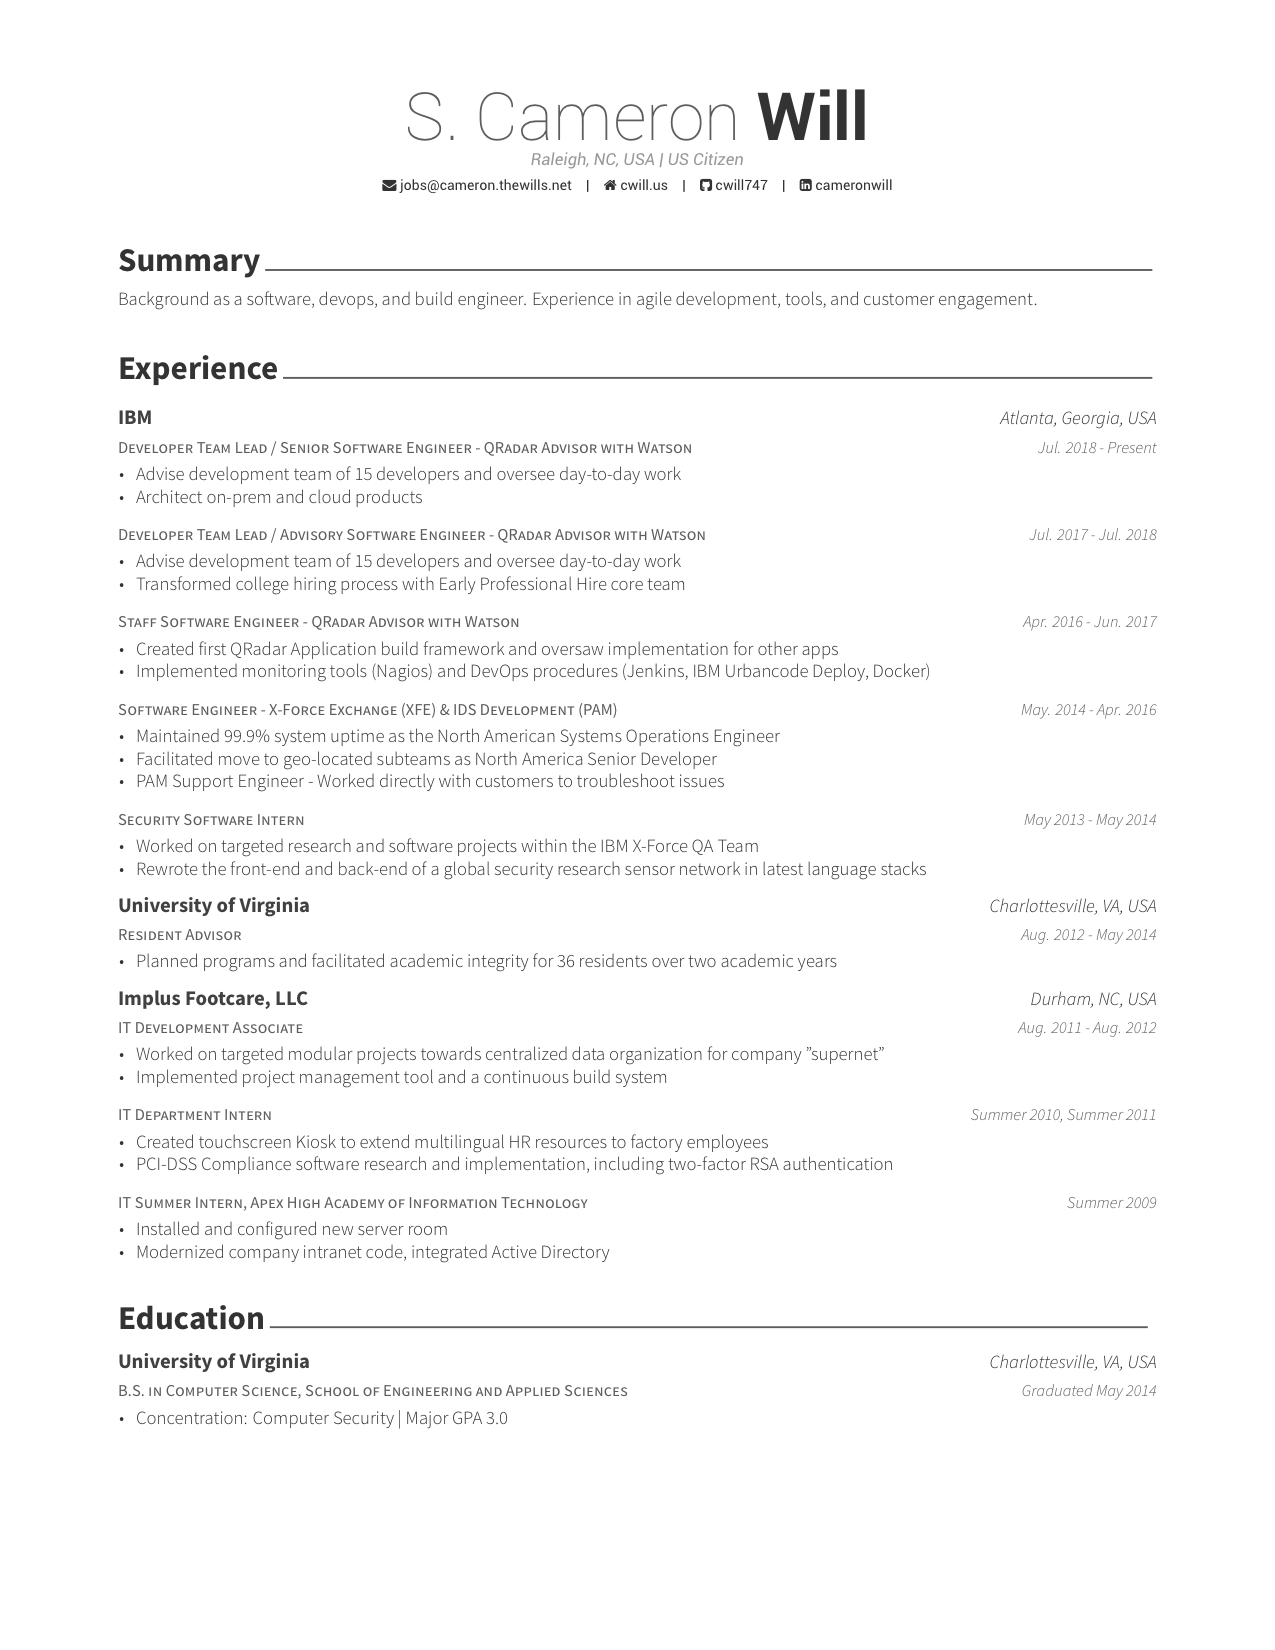 S. Cameron Will
Raleigh, NC, USA | US Citizen
jobs@cameron.thewills.net | cwill.us | cwill747 | cameronwill
Summary
Background as a software, devops, and build engineer. Experience in agile development, tools, and customer engagement.
Experience
IBM Atlanta, Georgia, USA
Developer Team Lead / Senior Software Engineer - QRadar Advisor with Watson Jul. 2018 - Present
• Advise development team of 15 developers and oversee day-to-day work
• Architect on-prem and cloud products
Developer Team Lead / Advisory Software Engineer - QRadar Advisor with Watson Jul. 2017 - Jul. 2018
• Advise development team of 15 developers and oversee day-to-day work
• Transformed college hiring process with Early Professional Hire core team
Staff Software Engineer - QRadar Advisor with Watson Apr. 2016 - Jun. 2017
• Created first QRadar Application build framework and oversaw implementation for other apps
• Implemented monitoring tools (Nagios) and DevOps procedures (Jenkins, IBM Urbancode Deploy, Docker)
Software Engineer - X-Force Exchange (XFE) & IDS Development (PAM) May. 2014 - Apr. 2016
• Maintained 99.9% system uptime as the North American Systems Operations Engineer
• Facilitated move to geo-located subteams as North America Senior Developer
• PAM Support Engineer - Worked directly with customers to troubleshoot issues
Security Software Intern May 2013 - May 2014
• Worked on targeted research and software projects within the IBM X-Force QA Team
• Rewrote the front-end and back-end of a global security research sensor network in latest language stacks
University of Virginia Charlottesville, VA, USA
Resident Advisor Aug. 2012 - May 2014
• Planned programs and facilitated academic integrity for 36 residents over two academic years
Implus Footcare, LLC Durham, NC, USA
IT Development Associate Aug. 2011 - Aug. 2012
• Worked on targeted modular projects towards centralized data organization for company ”supernet”
• Implemented project management tool and a continuous build system
IT Department Intern Summer 2010, Summer 2011
• Created touchscreen Kiosk to extend multilingual HR resources to factory employees
• PCI-DSS Compliance software research and implementation, including two-factor RSA authentication
IT Summer Intern, Apex High Academy of Information Technology Summer 2009
• Installed and configured new server room
• Modernized company intranet code, integrated Active Directory
Education
University of Virginia Charlottesville, VA, USA
B.S. in Computer Science, School of Engineering and Applied Sciences Graduated May 2014
• Concentration: Computer Security | Major GPA 3.0